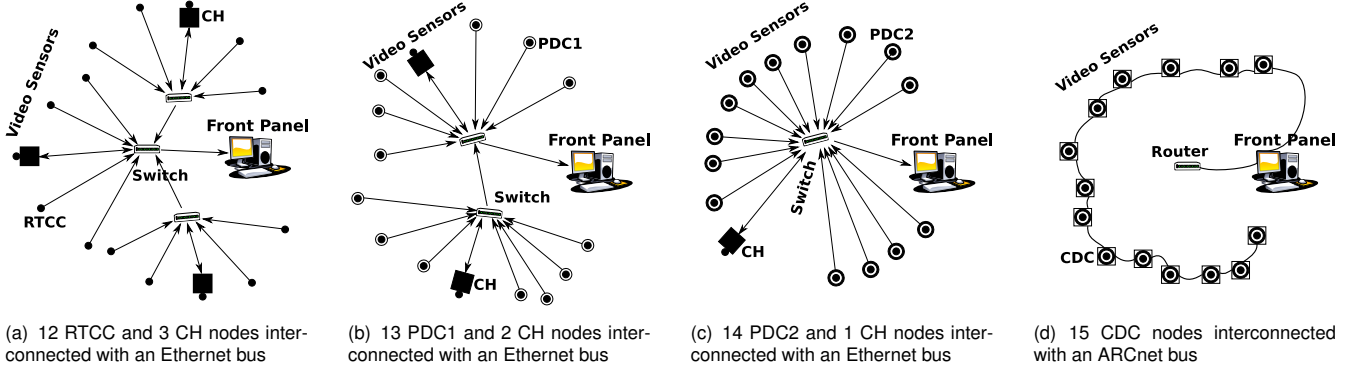 CH
Video Sensors
Front Panel
Switch
RTCC
(a) 12 RTCC and 3 CH nodes inter-
connected with an Ethernet bus
Video Sensors
PDC1
Front Panel
Switch
CH
(b) 13 PDC1 and 2 CH nodes inter-
connected with an Ethernet bus
Video Sensors
PDC2
Front Panel
Switch
CH
(c) 14 PDC2 and 1 CH nodes inter-
connected with an Ethernet bus
Video Sensors
Front Panel
Router
CDC
(d) 15 CDC nodes interconnected
with an ARCnet bus